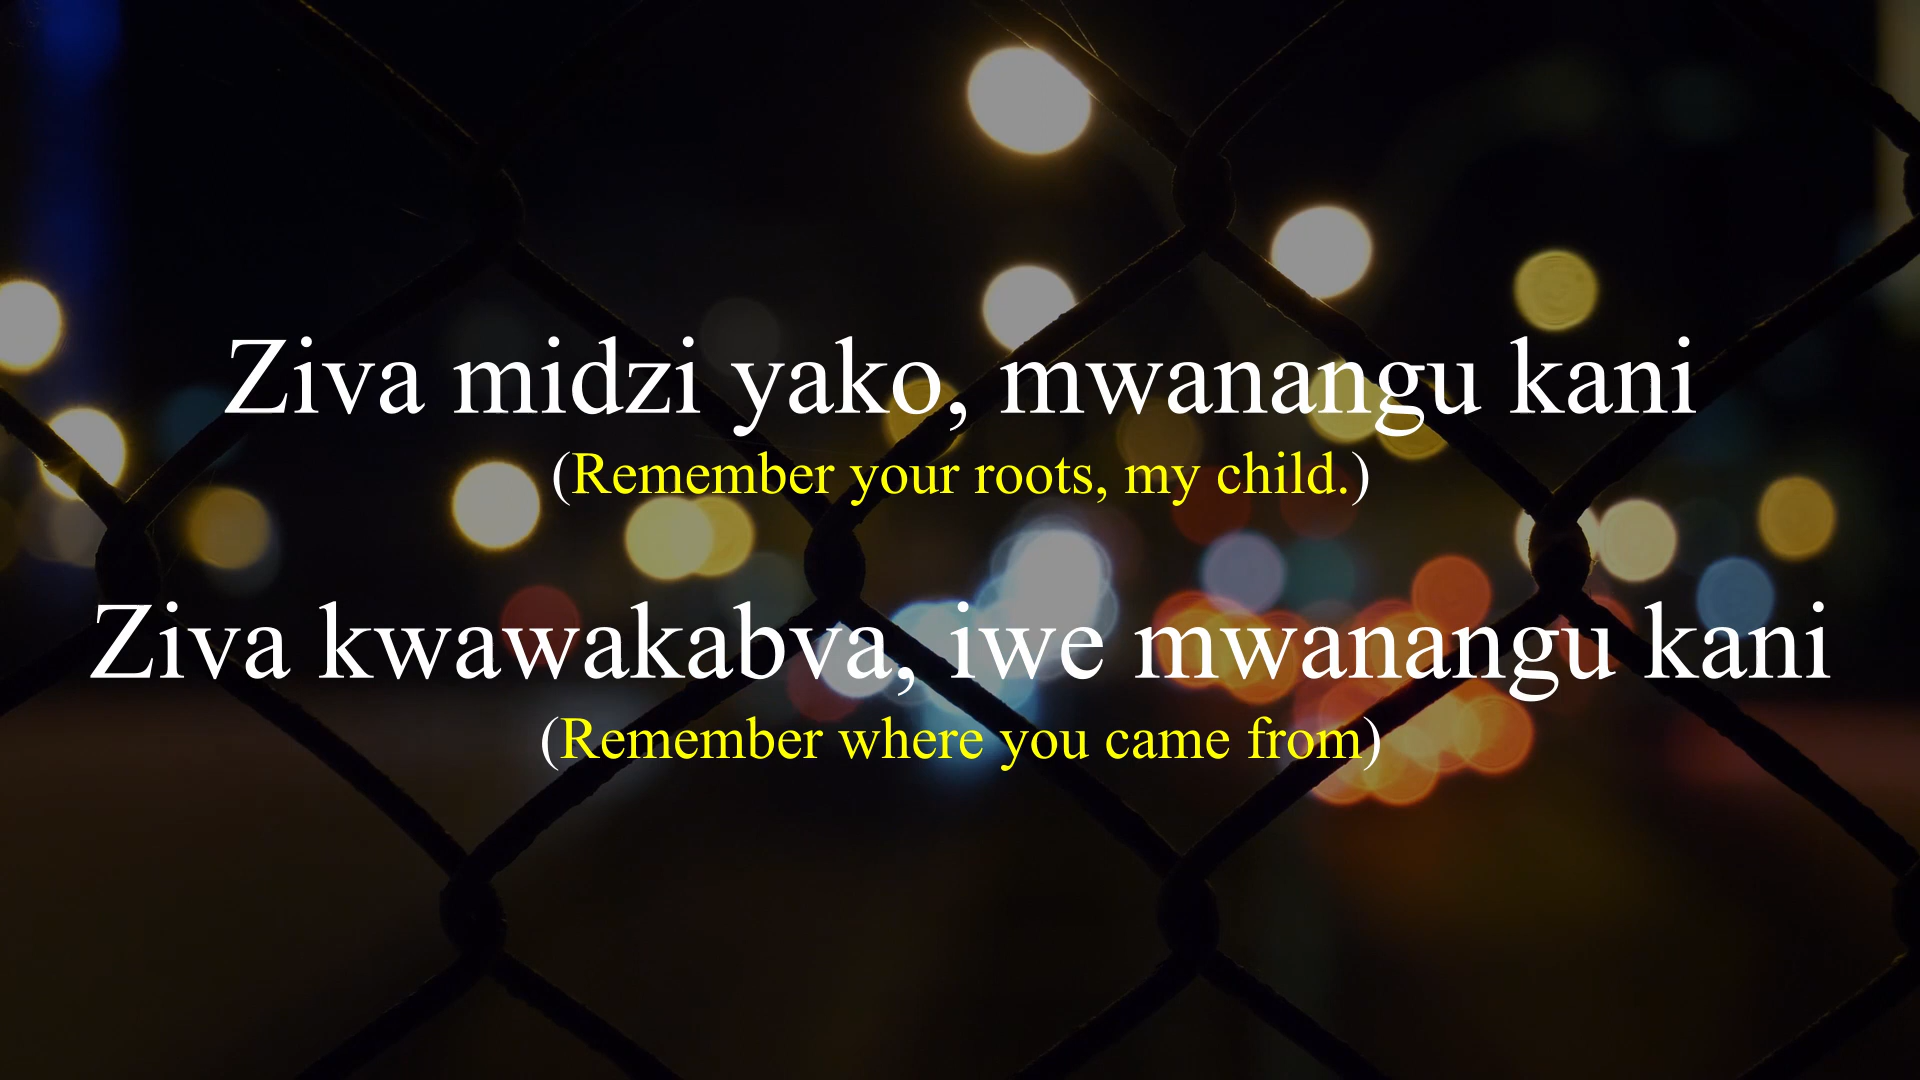 Ziva midzi yako, mwanangu kani
(Remember your roots, my child.)
Ziva kwawakabva, iwe mwanangu kani
(Remember where you came from)